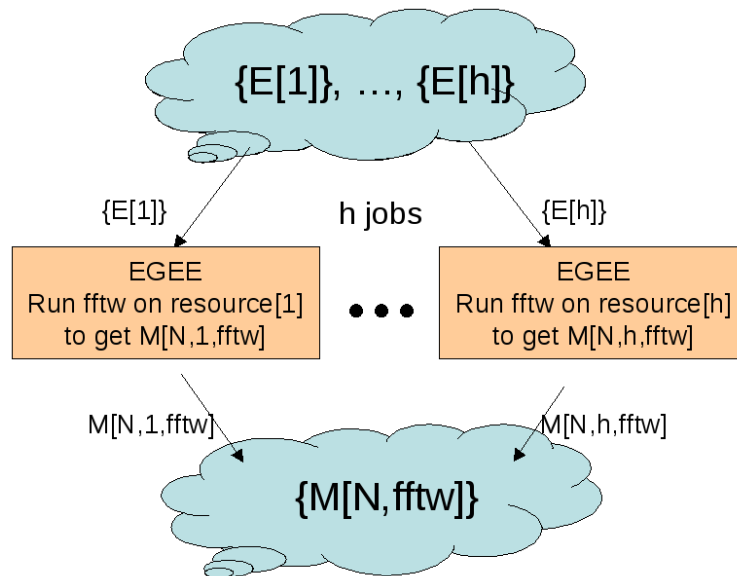 {E[1]}, ..., {E[h]}
{E[1]}
h jobs
{E[h]}
EGEE
Run fftw on resource[1]
to get M[N,1,fftw]
EGEE
Run fftw on resource[h]
to get M[N,h,fftw]
M[N,1,fftw]
M[N,h,fftw]
{M[N,fftw]}